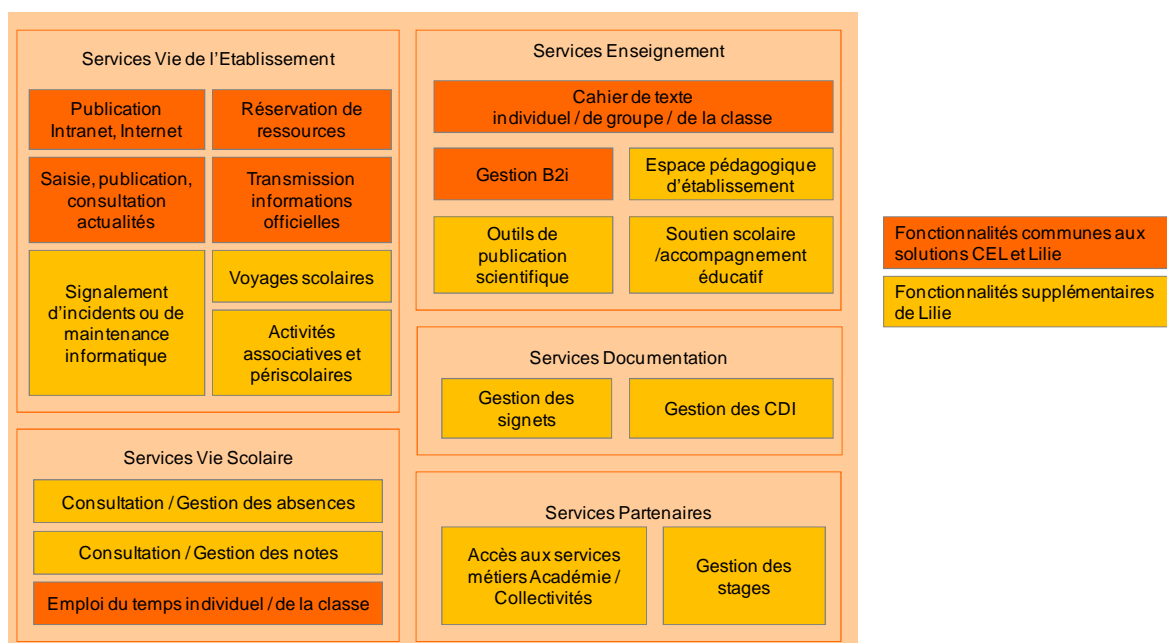 Services Vie de l'Etablissement
Publication
Intranet, Internet
Réservation de
ressources
Saisie, publication,
consultation
actualités
Transmission
informations
officielles
Signalement
d'incidents ou de
maintenance
informatique
Voyages scolaires
Activités
associatives et
périscolaires
Services Vie Scolaire
Consultation / Gestion des absences
Consultation / Gestion des notes
Emploi du temps individuel / de la classe
Services Enseignement
Cahier de texte
individuel / de groupe / de la classe
Gestion B2i
Espace pédagogique
d'établissement
Outils de
publication
scientifique
Soutien scolaire
/accompagnement
éducatif
Services Documentation
Gestion des
signets
Gestion des CDI
Services Partenaires
Accès aux services
métiers Académie /
Collectivités
Gestion des
stages
Fonctionnalités communes aux
solutions CEL et Lilie
Fonctionnalités supplémentaires
de Lilie